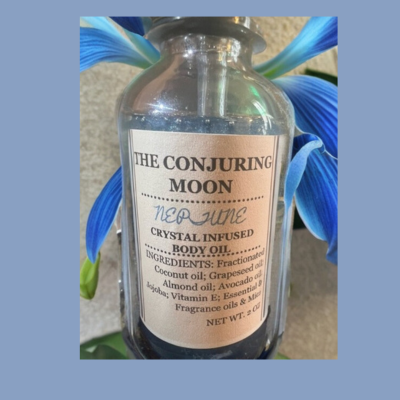 THE CONJURING
MOON
NEPTUNE
CRYSTAL INFUSED
BODY OIL
INGREDIENTS: Fractionated
Coconut oil; Grapeseed oil;
Almond oil; Avocado oil;
Jojoba; Vitamin E; Essential &
Fragrance oils & Mica
NET WT. 2 Oz